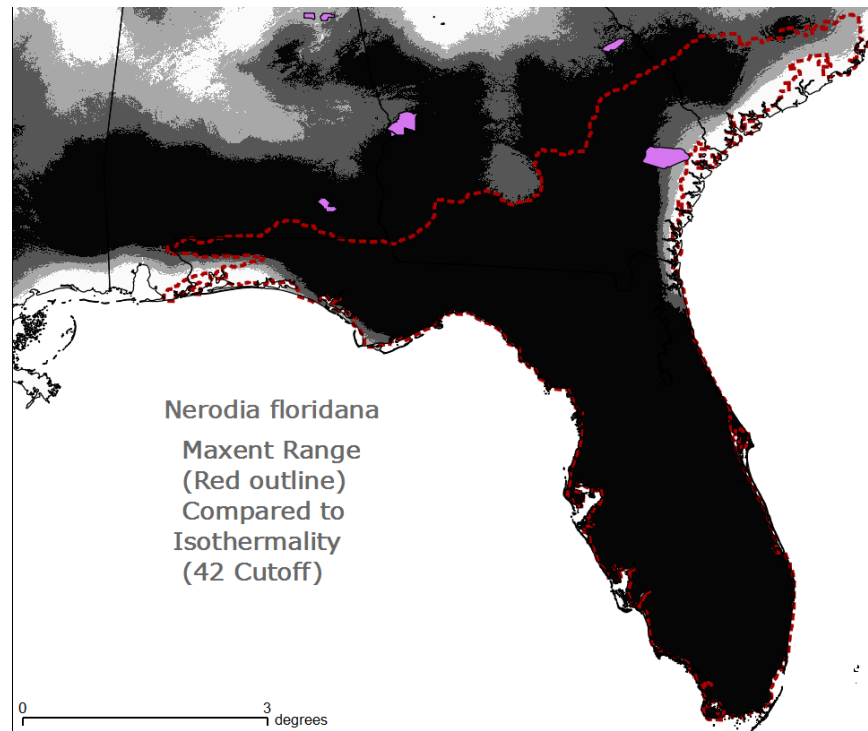 Nerodia floridana
Maxent Range
(Red outline)
Compared to
Isothermality
(42 Cutoff)
0 3
degrees